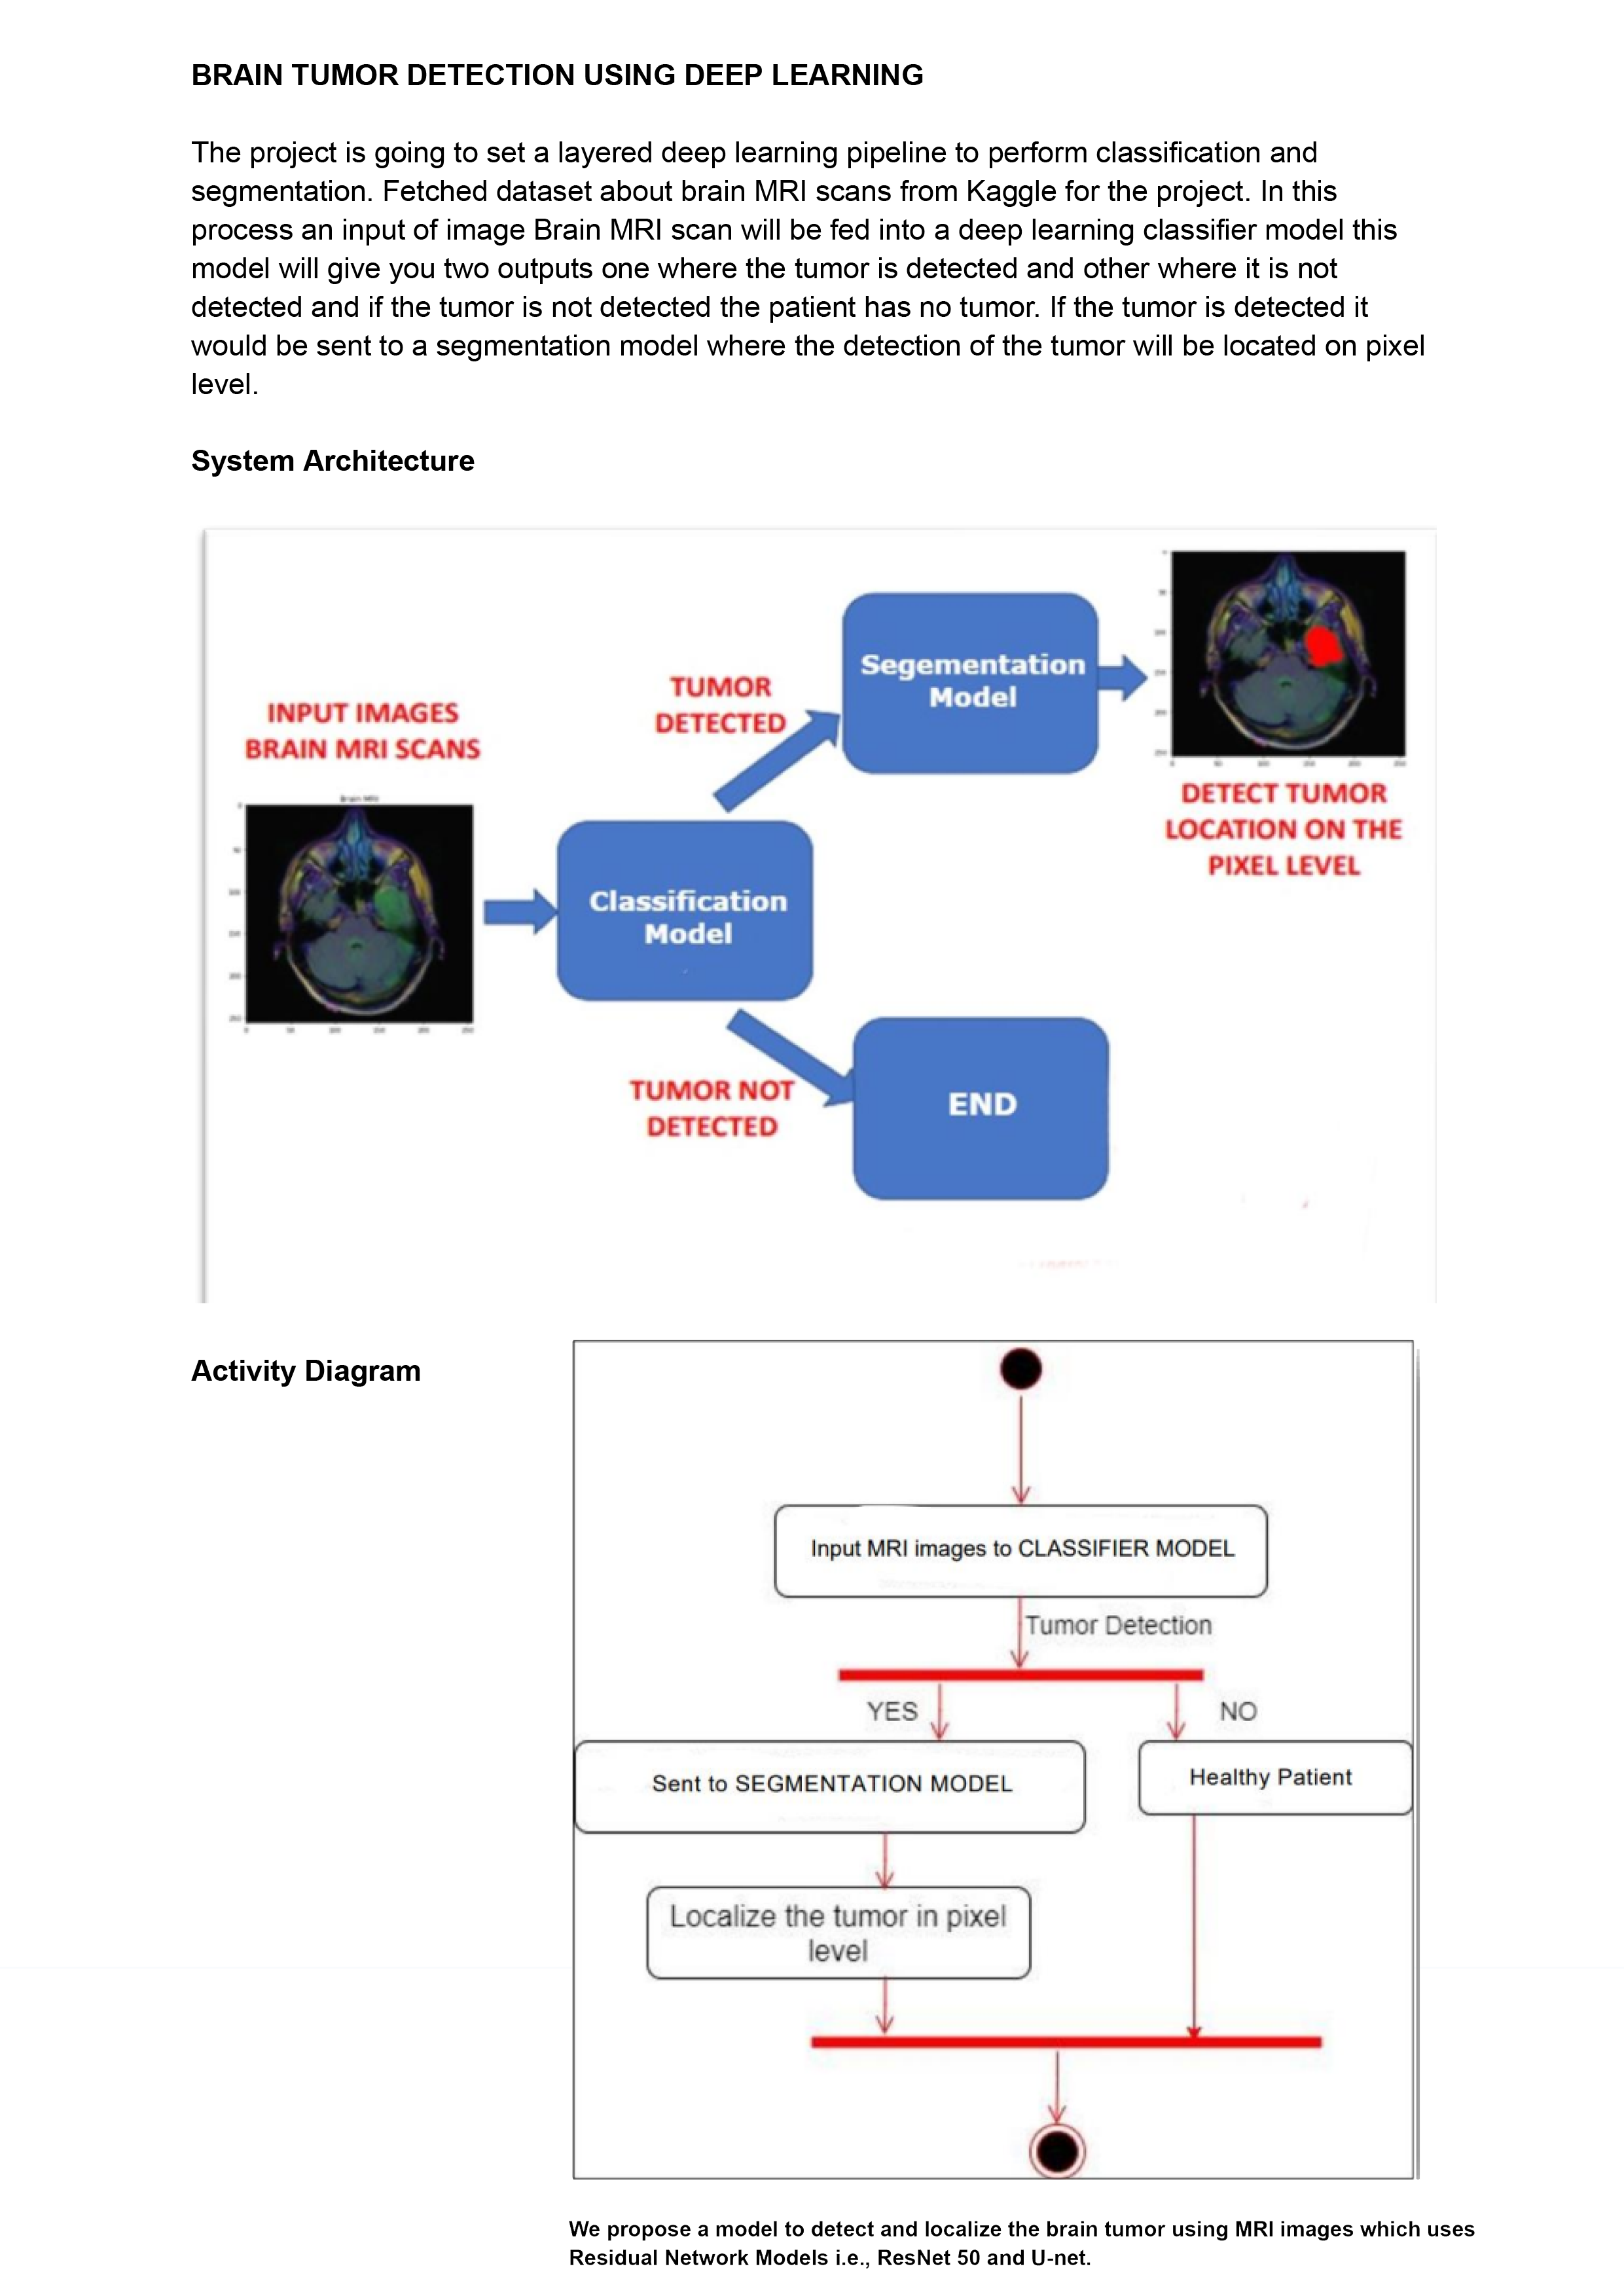 BRAIN TUMOR DETECTION USING DEEP LEARNING
The project is going to set a layered deep learning pipeline to perform classification and
segmentation. Fetched dataset about brain MRI scans from Kaggle for the project. In this
process an input of image Brain MRI scan will be fed into a deep learning classifier model this
model will give you two outputs one where the tumor is detected and other where it is not
detected and if the tumor is not detected the patient has no tumor. If the tumor is detected it
would be sent to a segmentation model where the detection of the tumor will be located on pixel
level.
System Architecture
INPUT IMAGES
BRAIN MRI SCANS
Brain MRI
Classification
Model
TUMOR
DETECTED
Segementation
Model
DETECT TUMOR
LOCATION ON THE
PIXEL LEVEL
TUMOR NOT
DETECTED
END
Activity Diagram
Input MRI images to CLASSIFIER MODEL
Tumor Detection
YES
NO
Sent to SEGMENTATION MODEL
Healthy Patient
Localize the tumor in pixel
level
We propose a model to detect and localize the brain tumor using MRI images which uses
Residual Network Models i.e., ResNet 50 and U-net.